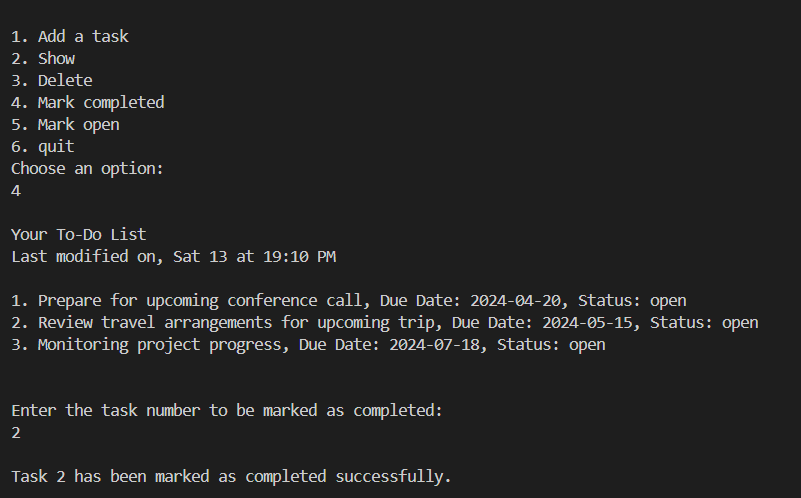 1. Add a task
2. Show
3. Delete
4. Mark completed
5. Mark open
6. quit
Choose an option:
4
Your To-Do List
Last modified on, Sat 13 at 19:10 PM
1. Prepare for upcoming conference call, Due Date: 2024-04-20, Status: open
2. Review travel arrangements for upcoming trip, Due Date: 2024-05-15, Status: open
3. Monitoring project progress, Due Date: 2024-07-18, Status: open
Enter the task number to be marked as completed:
2
Task 2 has been marked as completed successfully.